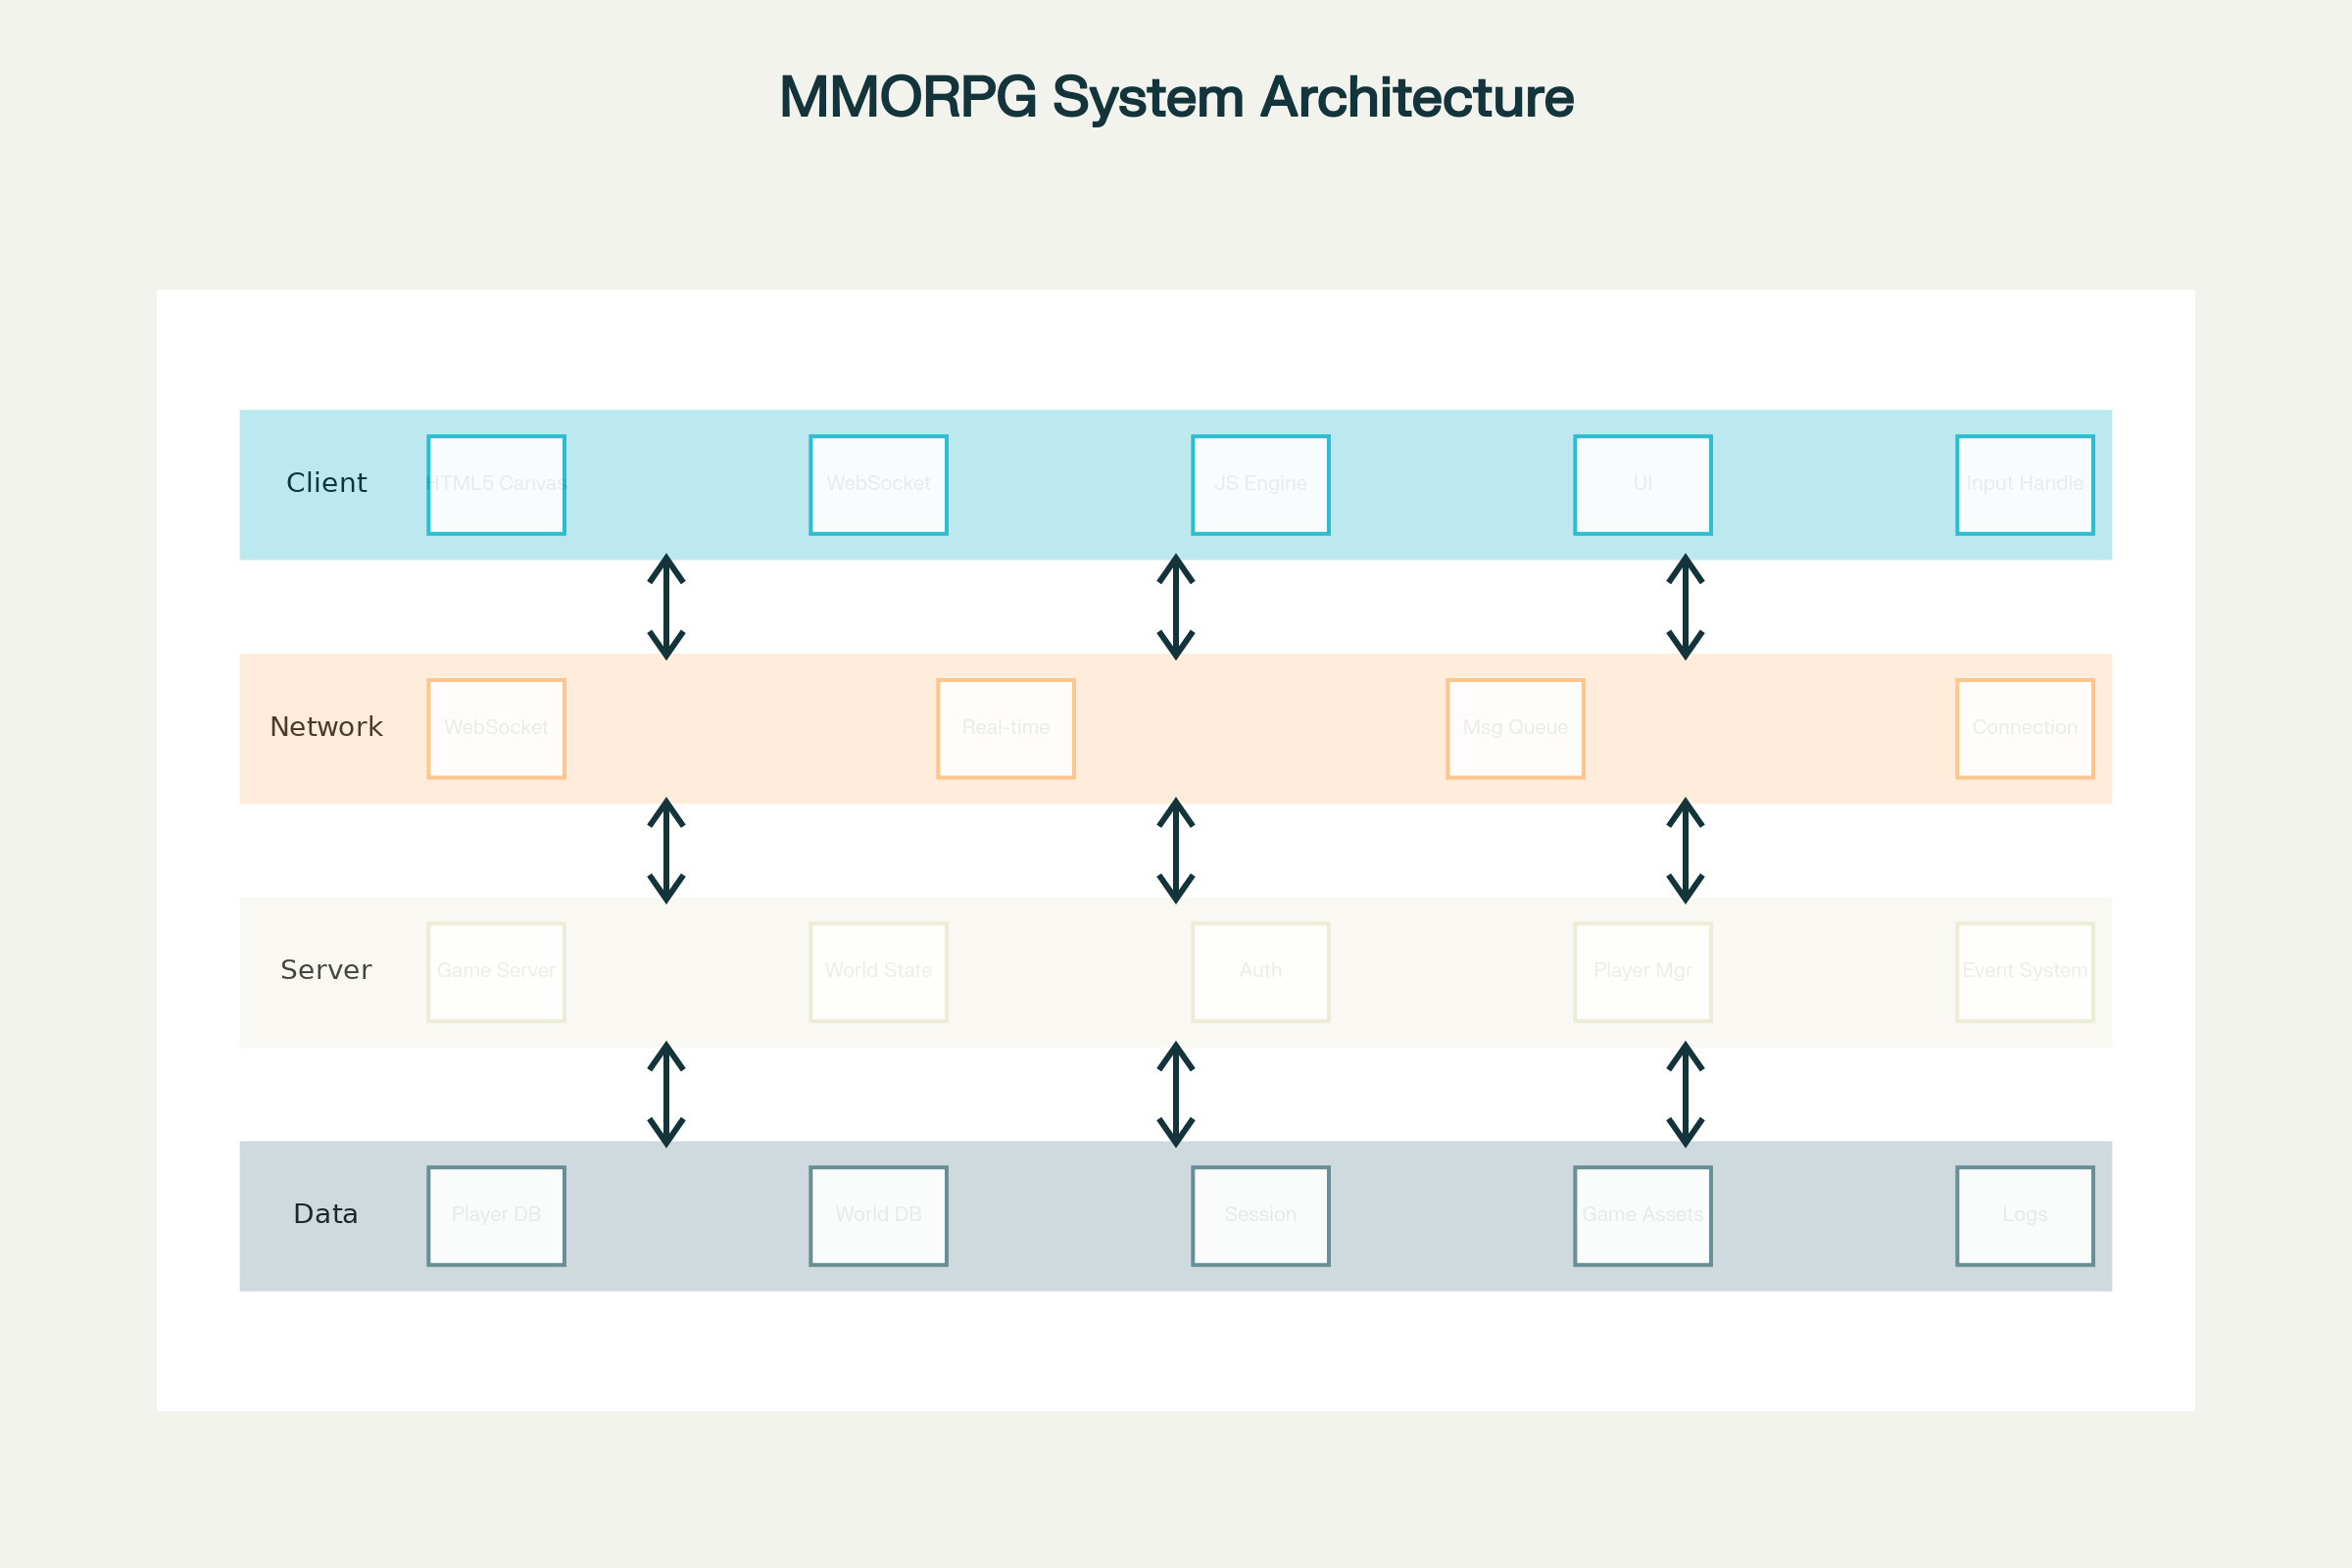 MMORPG System Architecture
Client
HTML5 Canvas
WebSocket
JS Engine
UI
Input Handle
Network
WebSocket
Real-time
Msg Queue
Connection
Server
Game Server
World State
Auth
Player Mgr
Event System
Data
Player DB
World DB
Session
Game Assets
Logs